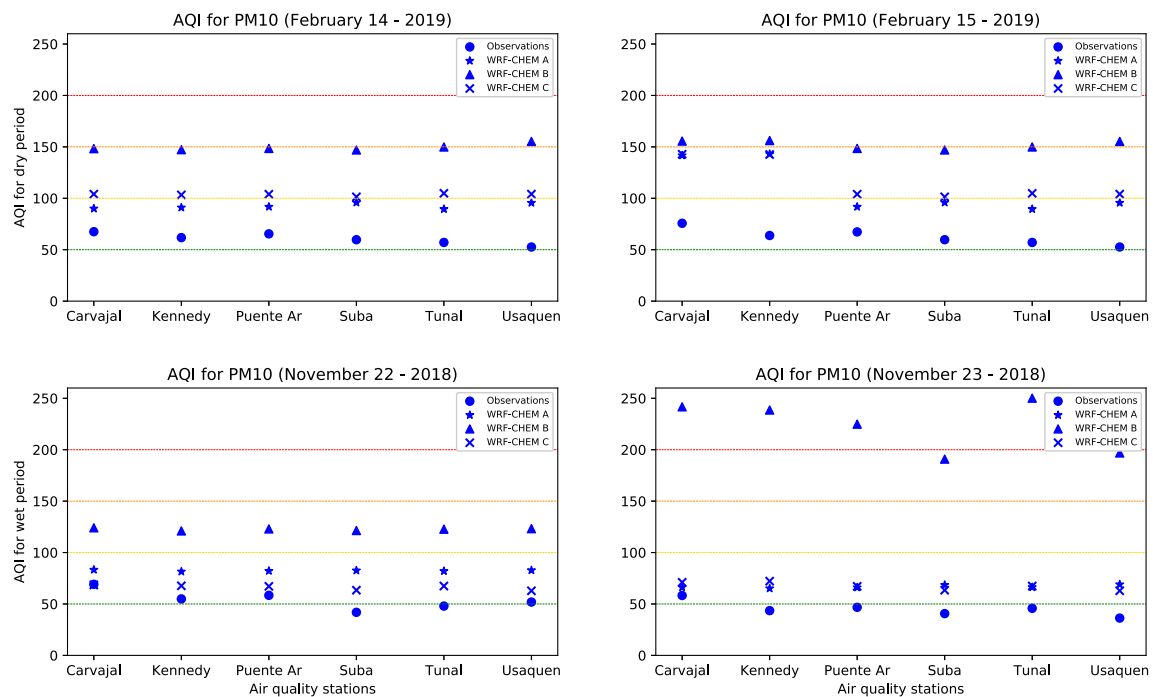 AQI for PM10 (February 14 - 2019)
250
200
150
100
50
0
AQI for dry period
Observations
WRF-CHEM A
WRF-CHEM B
WRF-CHEM C
Carvajal Kennedy Puente Ar Suba Tunal Usaquen
AQI for PM10 (February 15 - 2019)
250
200
150
100
50
0
Observations
WRF-CHEM A
WRF-CHEM B
WRF-CHEM C
Carvajal Kennedy Puente Ar Suba Tunal Usaquen
AQI for PM10 (November 22 - 2018)
250
200
150
100
50
0
AQI for wet period
Observations
WRF-CHEM A
WRF-CHEM B
WRF-CHEM C
Carvajal Kennedy Puente Ar Suba Tunal Usaquen
Air quality stations
AQI for PM10 (November 23 - 2018)
250
200
150
100
50
0
Observations
WRF-CHEM A
WRF-CHEM B
WRF-CHEM C
Carvajal Kennedy Puente Ar Suba Tunal Usaquen
Air quality stations